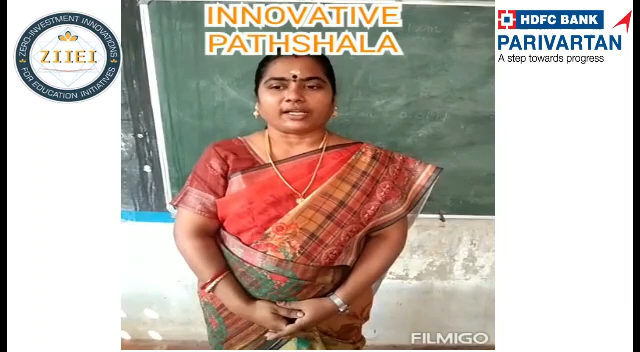 INNOVATIVE
PATHSHALA
ZERO-INVESTMENT INNOVATIONS
ZIIEI
FOR EDUCATION INITIATIVES
HDFC BANK
PARIVARTAN
A step towards progress
FILMIGO